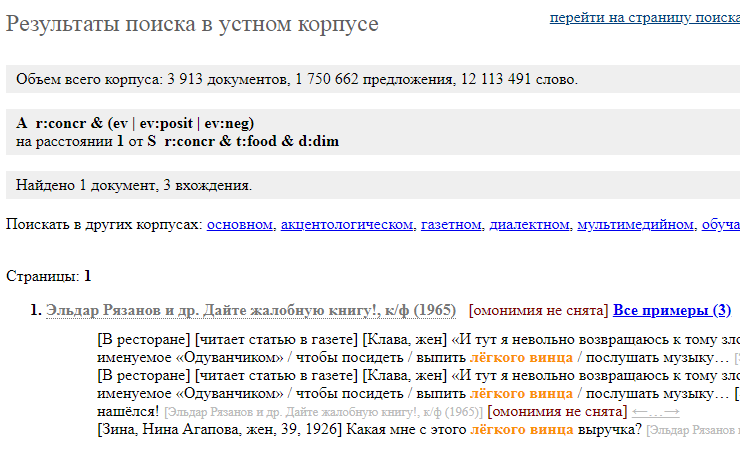 Результаты поиска в устном корпусе
перейти на страницу поиска
Объем всего корпуса: 3 913 документов, 1 750 662 предложения, 12 113 491 слово.
A r:concr & (ev | ev:posit | ev:neg)
на расстоянии 1 от S r:concr & t:food & d:dim
Найдено 1 документ, 3 вхождения.
Поискать в других корпусах: основном, акцентологическом, газетном, диалектном, мультимедийном, обуча
Страницы: 1
1. Эльдар Рязанов и др. Дайте жалобную книгу!, к/ф (1965) [омонимия не снята] Все примеры (3)
[В ресторане] [читает статью в газете] [Клава, жен] «И тут я невольно возвращаюсь к тому зло
именуемое «Одуванчиком» / чтобы посидеть / выпить лёгкого винца / послушать музыку… [Э
[В ресторане] [читает статью в газете] [Клава, жен] «И тут я невольно возвращаюсь к тому зло
именуемое «Одуванчиком» / чтобы посидеть / выпить лёгкого винца / послушать музыку… [
нашёлся! [Эльдар Рязанов и др. Дайте жалобную книгу!, к/ф (1965)] [омонимия не снята] ←…→
[Зина, Нина Агапова, жен, 39, 1926] Какая мне с этого лёгкого винца выручка? [Эльдар Рязанов и